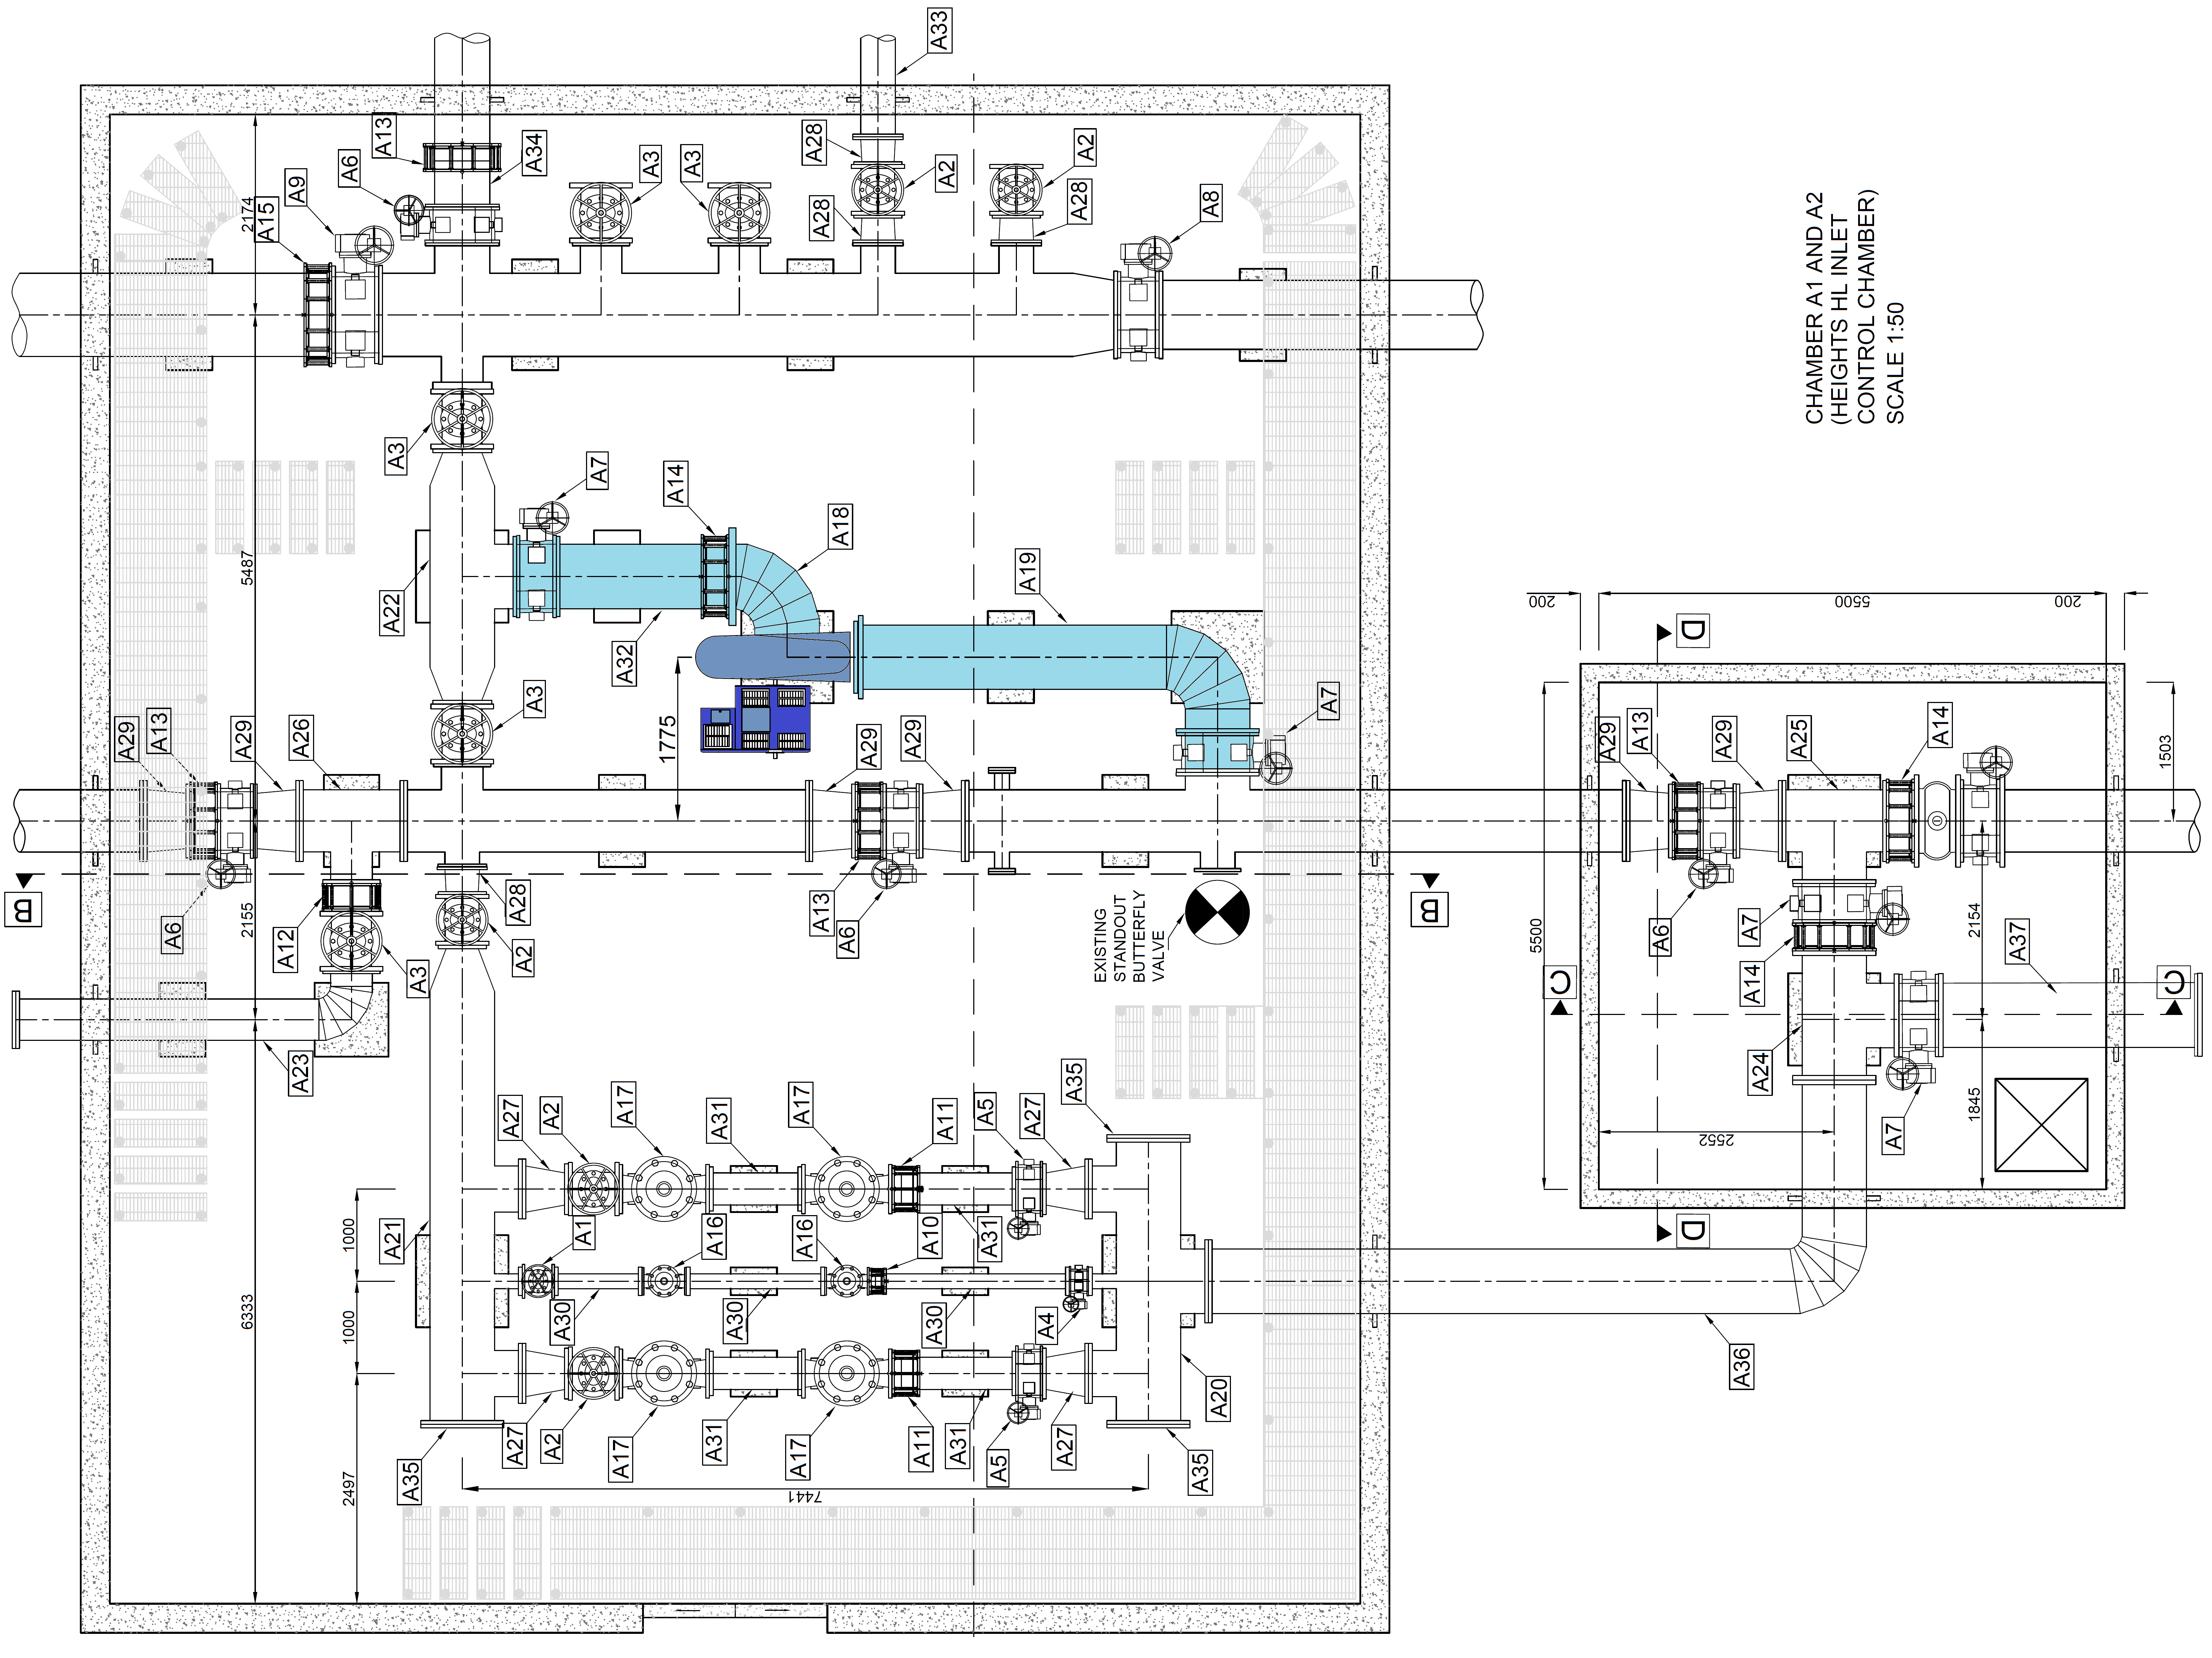 A33
A13
A34
A6
A9
A15
2174
A3
A3
A28
A2
A28
A2
A28
A8
CHAMBER A1 AND A2
(HEIGHTS HL INLET
CONTROL CHAMBER)
SCALE 1:50
A3
A7
A14
A18
5487
A22
A32
A19
200
5500
200
D
A29
A13
A29
A26
A3
1775
A29
A29
A7
A29
A13
A29
A25
A14
1503
B
A6
2155
A12
A3
A28
A2
A13
A6
EXISTING
STANDOUT
BUTTERFLY
VALVE
B
5500
A6
A7
A14
2154
A37
C
C
A23
A24
A35
A7
1845
2552
A27
A2
A17
A31
A17
A11
A5
A27
A21
1000
A1
A16
A16
A10
A31
D
6333
1000
A30
A30
A30
A4
A36
A20
2497
A35
A27
A2
A17
A31
A17
A11
A31
A5
A27
A35
7441